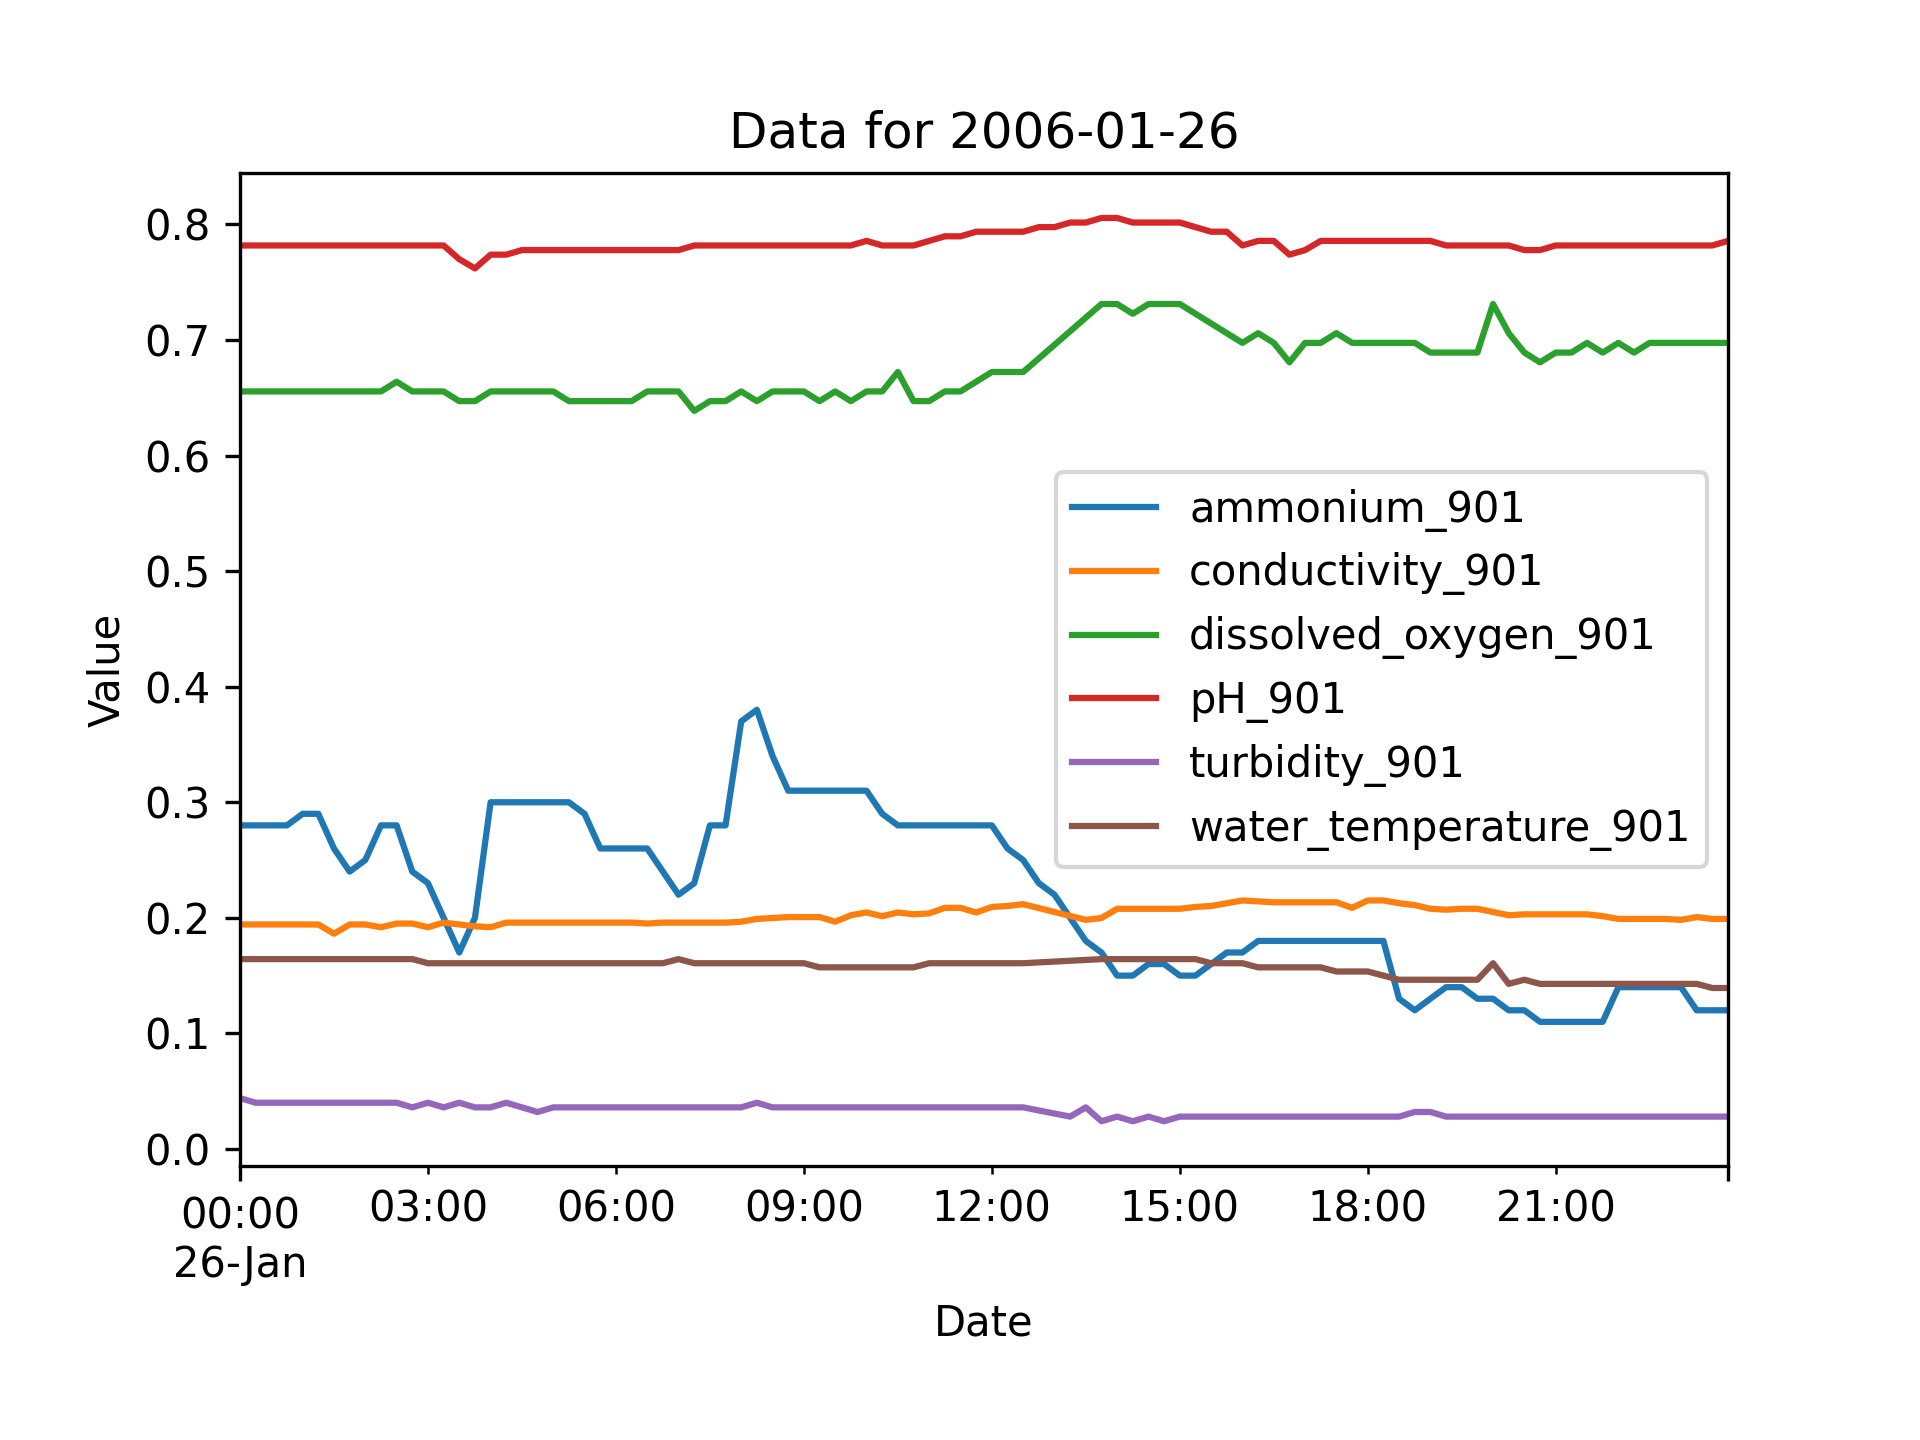 Data for 2006-01-26
0.8
0.7
0.6
0.5
0.4
0.3
0.2
0.1
0.0
Value
ammonium_901
conductivity_901
dissolved_oxygen_901
pH_901
turbidity_901
water_temperature_901
00:00 03:00 06:00 09:00 12:00 15:00 18:00 21:00
26-Jan
Date